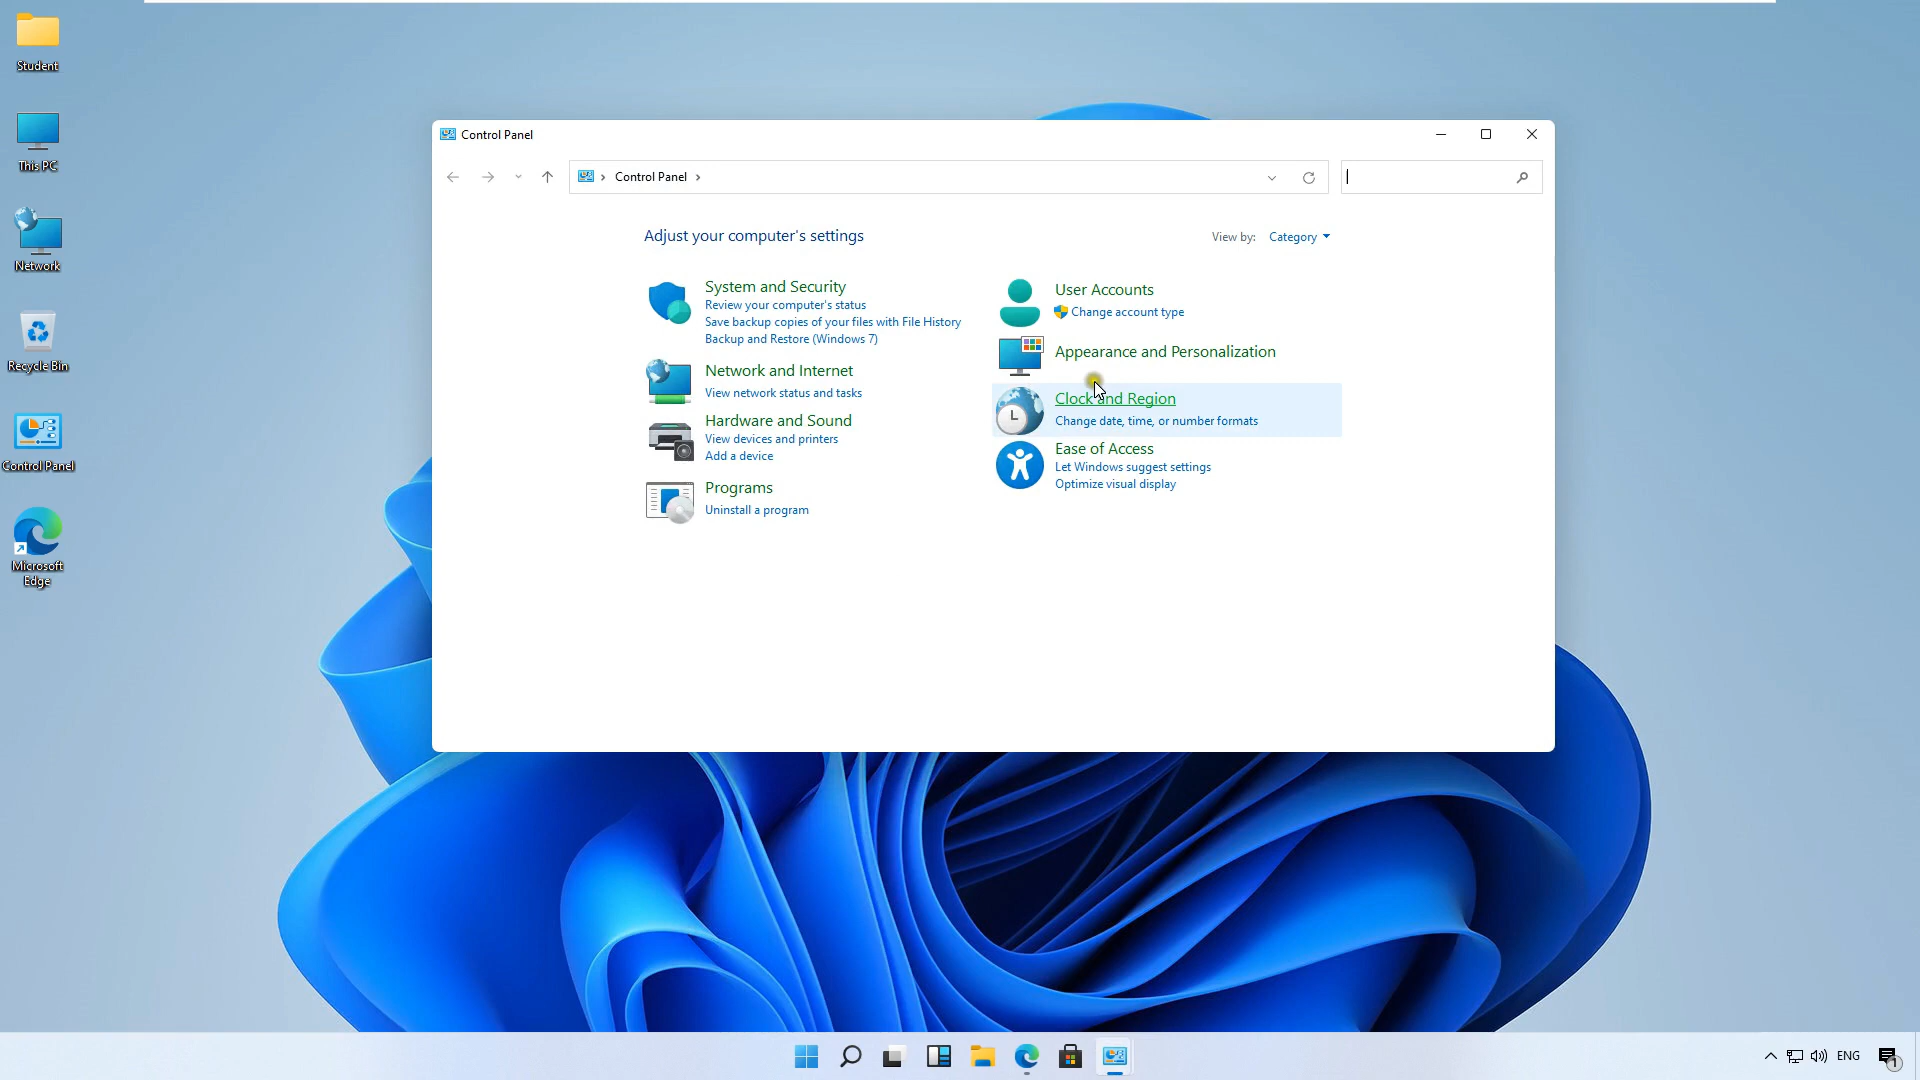 Student
This PC
Network
Recycle Bin
Control Panel
Microsoft
Edge
Control Panel
Control Panel
Adjust your computer's settings
View by: Category
System and Security
Review your computer's status
Save backup copies of your files with File History
Backup and Restore (Windows 7)
Network and Internet
View network status and tasks
Hardware and Sound
View devices and printers
Add a device
Programs
Uninstall a program
User Accounts
Change account type
Appearance and Personalization
Clock and Region
Change date, time, or number formats
Ease of Access
Let Windows suggest settings
Optimize visual display
ENG
1